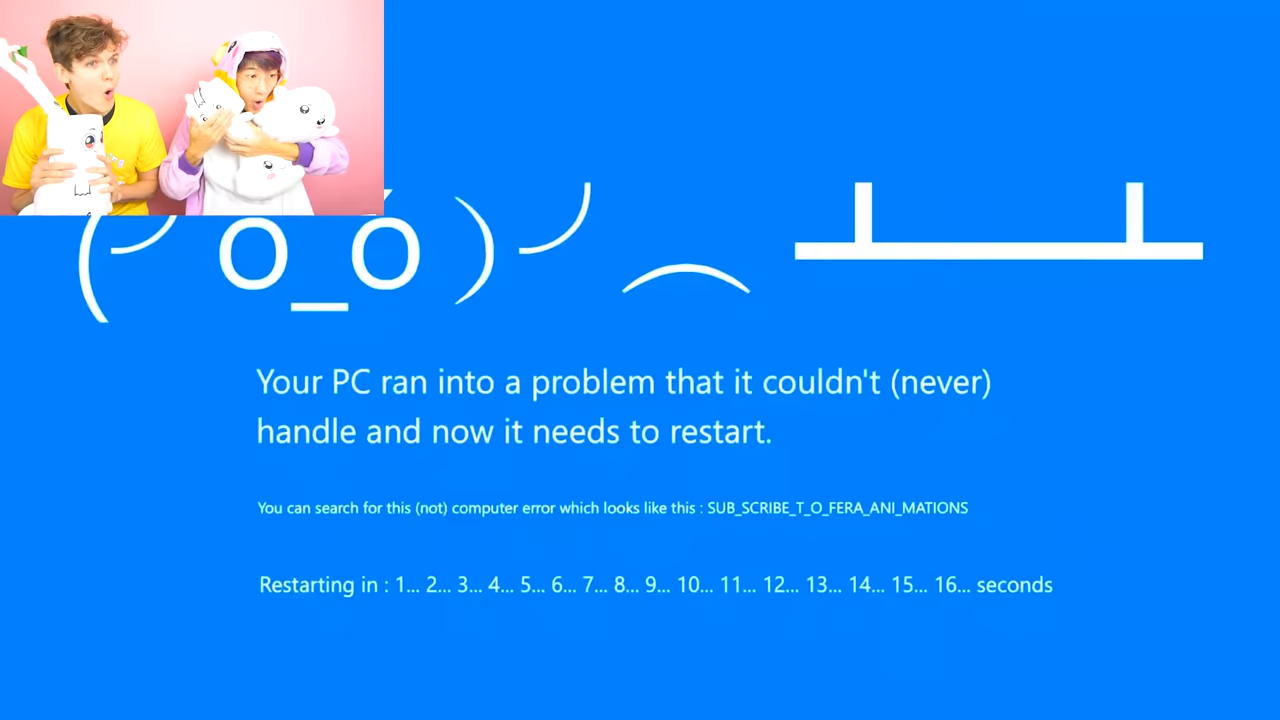 ( ╯ O_O ) ╯ ︵ ┻━┻
Your PC ran into a problem that it couldn't (never)
handle and now it needs to restart.
You can search for this (not) computer error which looks like this : SUB_SCRIBE_T_O_FERA_ANI_MATIONS
Restarting in : 1... 2... 3... 4... 5... 6... 7... 8... 9... 10... 11... 12... 13... 14... 15... 16... seconds